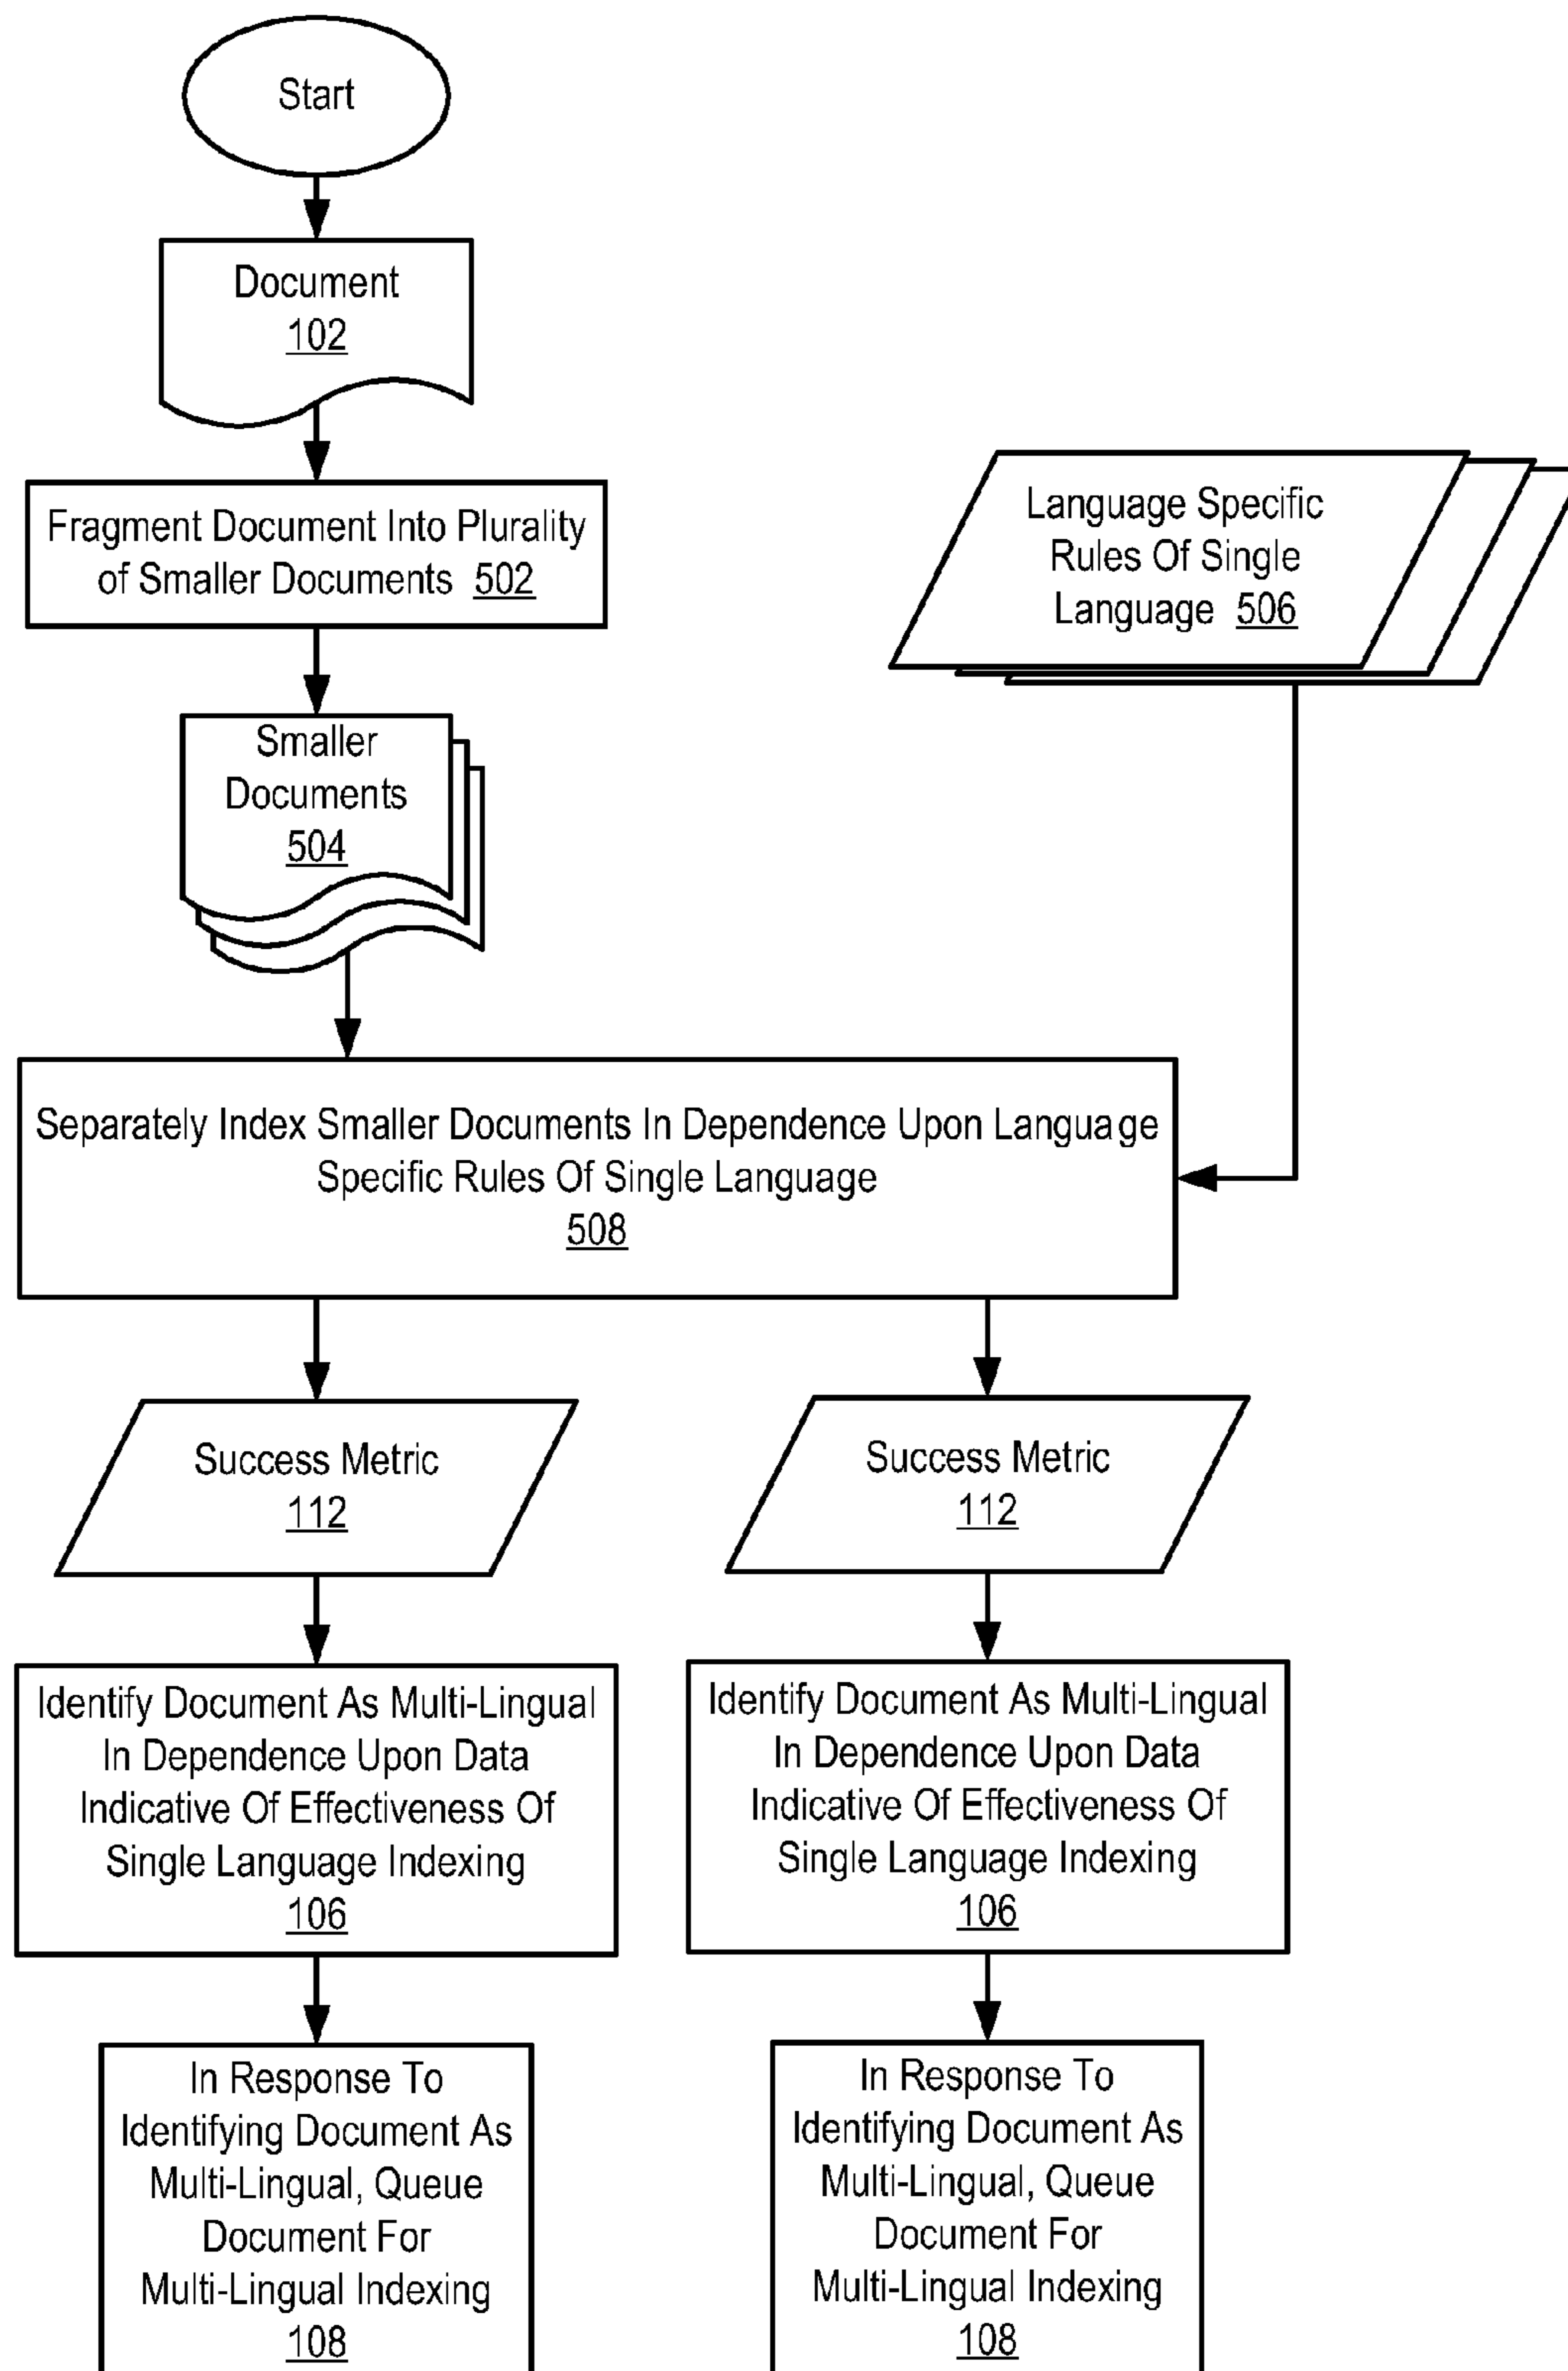 Start
Document
102
Fragment Document Into Plurality
of Smaller Documents 502
Language Specific
Rules Of Single
Language 506
Smaller
Documents
504
Separately Index Smaller Documents In Dependence Upon Language
Specific Rules Of Single Language
508
Success Metric
112
Success Metric
112
Identify Document As Multi-Lingual
In Dependence Upon Data
Indicative Of Effectiveness Of
Single Language Indexing
106
Identify Document As Multi-Lingual
In Dependence Upon Data
Indicative Of Effectiveness Of
Single Language Indexing
106
In Response To
Identifying Document As
Multi-Lingual, Queue
Document For
Multi-Lingual Indexing
108
In Response To
Identifying Document As
Multi-Lingual, Queue
Document For
Multi-Lingual Indexing
108